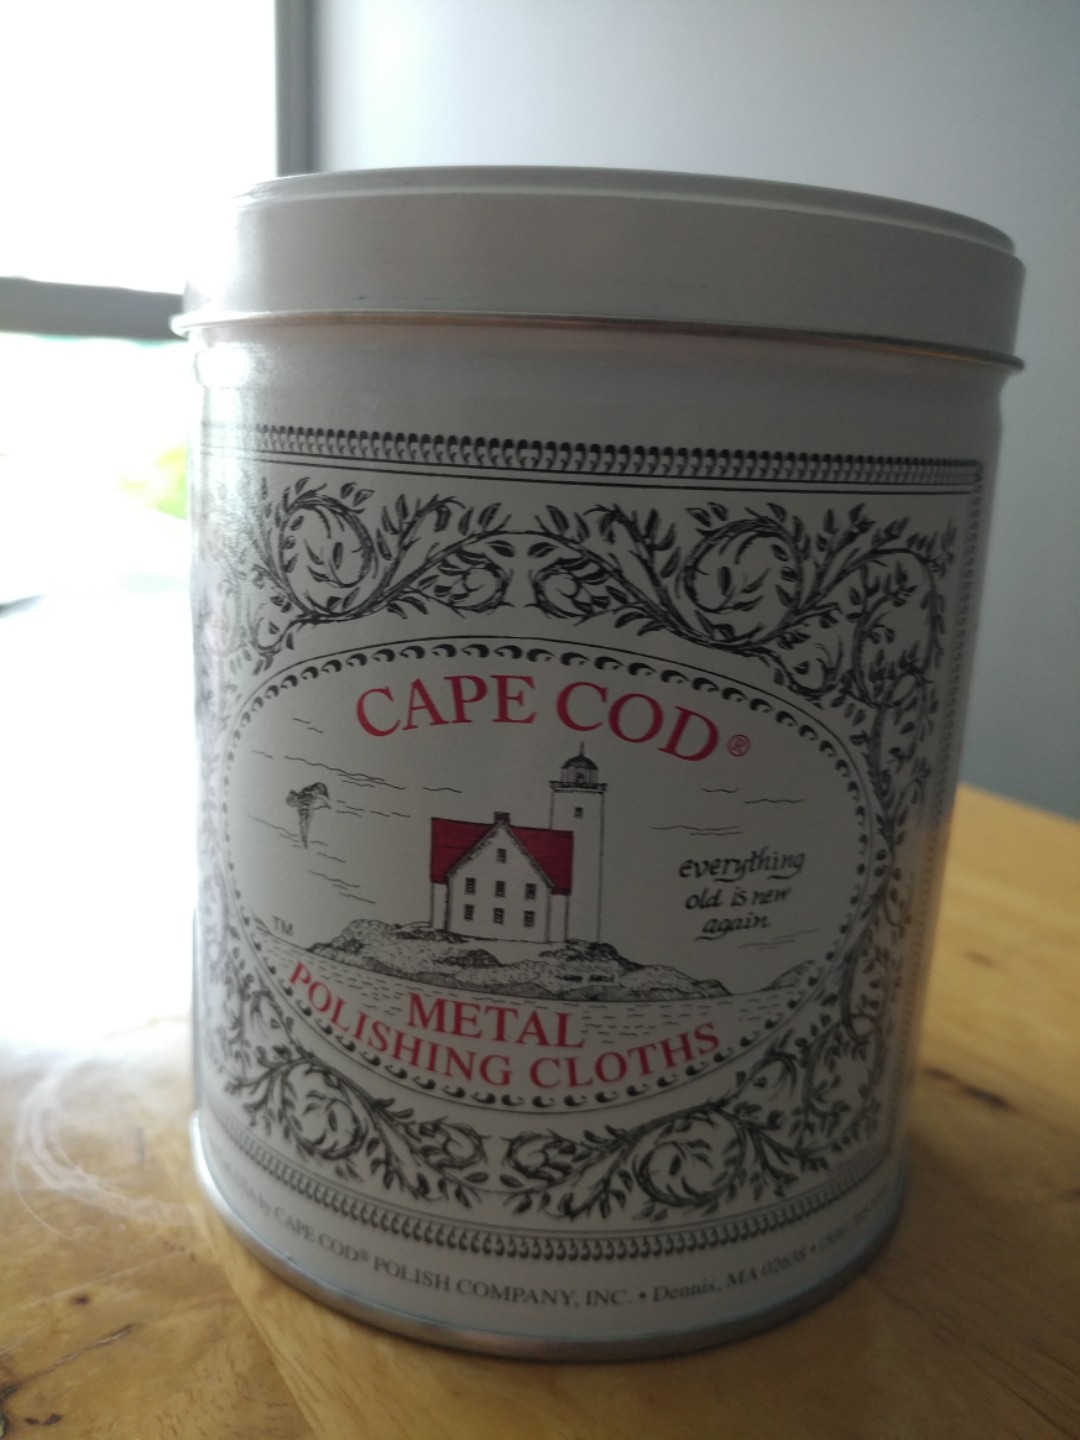 CAPE COD®
everything
old is new
again
TM
METAL
POLISHING CLOTHS
by CAPE COD® POLISH COMPANY, INC. • Dennis, MA 02638 •